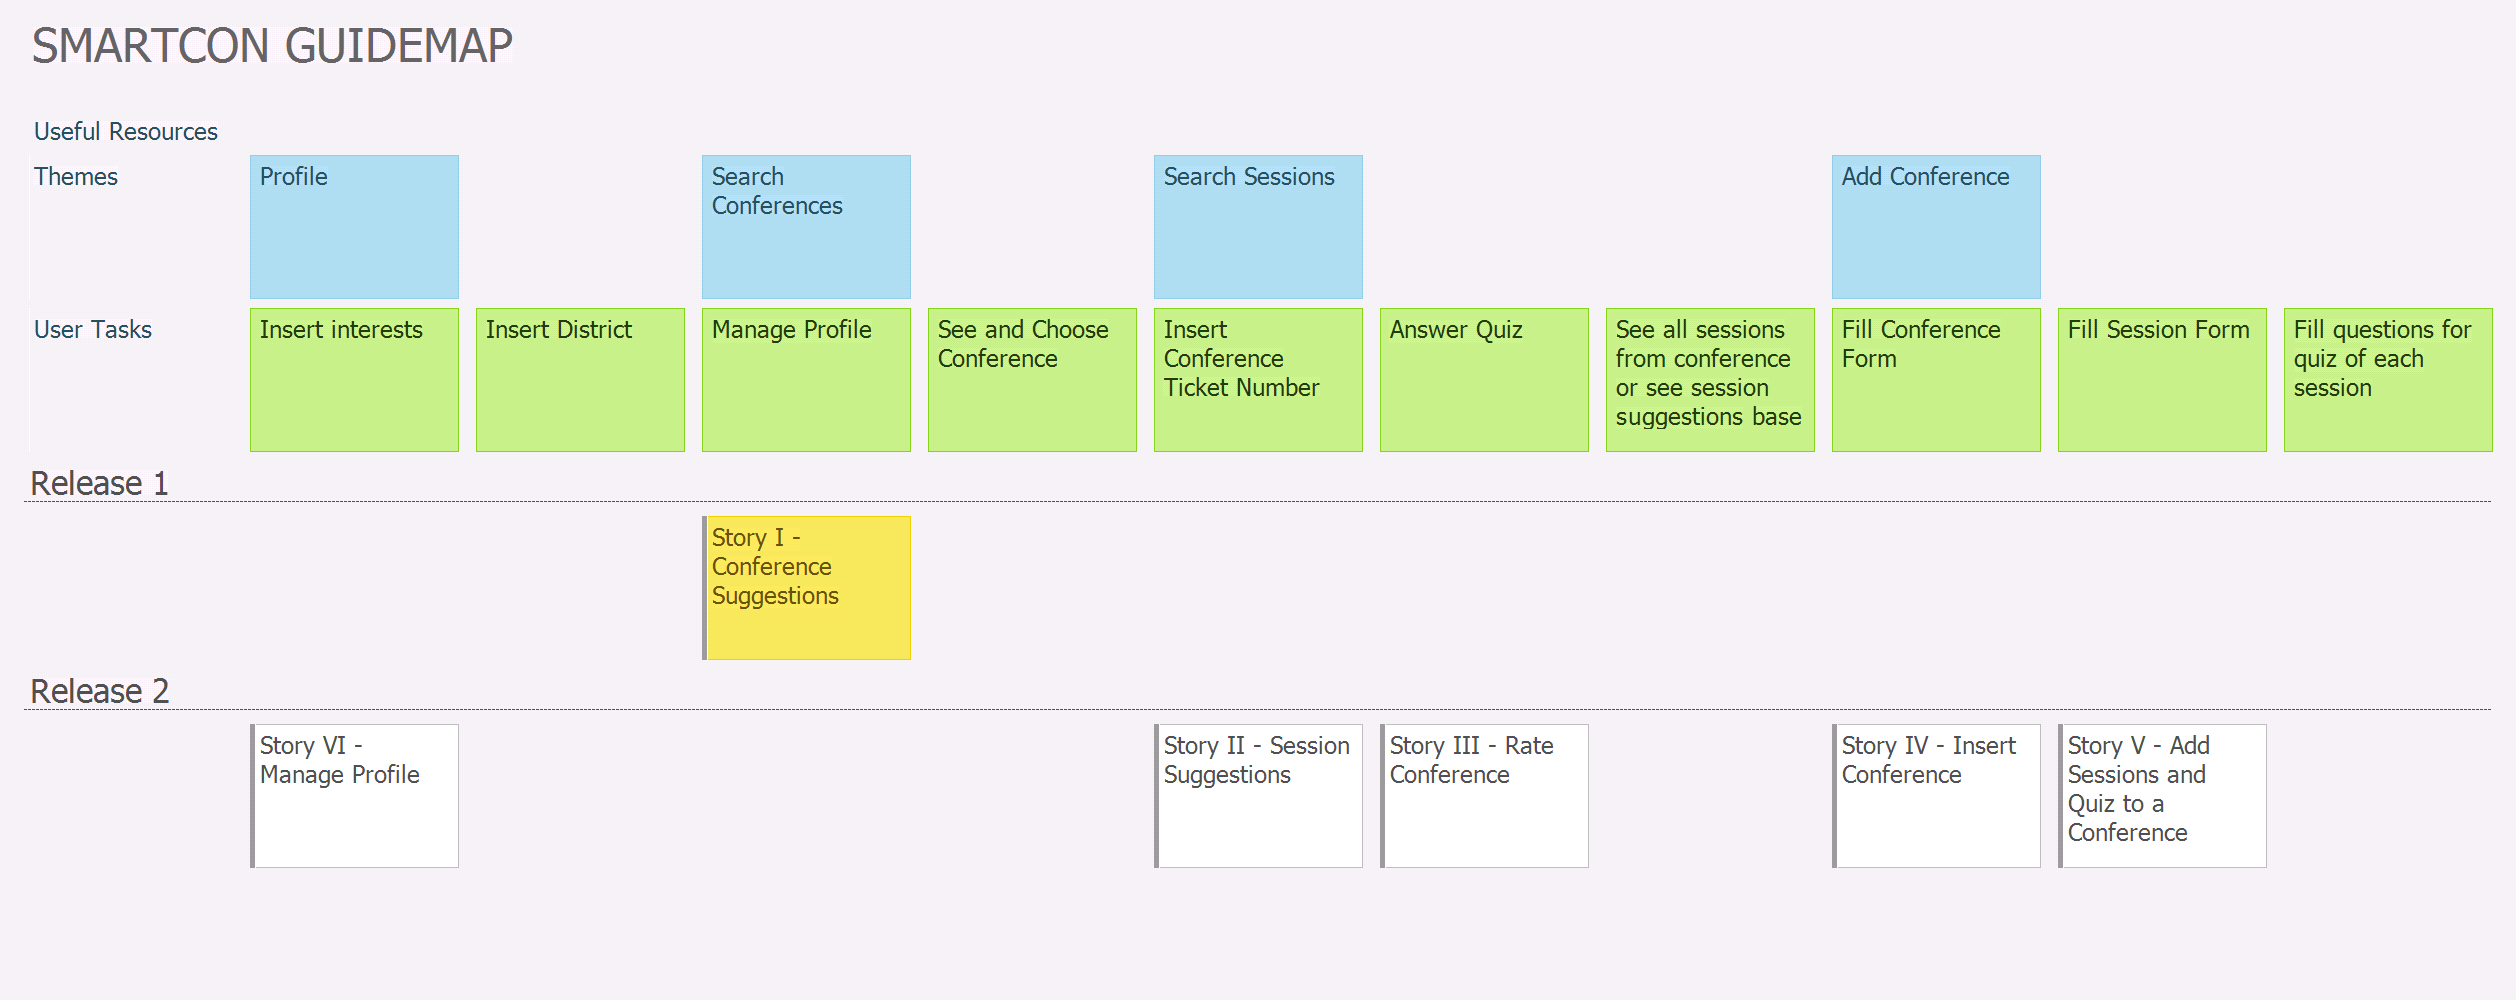 SMARTCON GUIDEMAP
Useful Resources
Themes
Profile
Search
Conferences
Search Sessions
Add Conference
User Tasks
Insert interests
Insert District
Manage Profile
See and Choose
Conference
Insert
Conference
Ticket Number
Answer Quiz
See all sessions
from conference
or see session
suggestions base
Fill Conference
Form
Fill Session Form
Fill questions for
quiz of each
session
Release 1
Story I -
Conference
Suggestions
Release 2
Story VI -
Manage Profile
Story II - Session
Suggestions
Story III - Rate
Conference
Story IV - Insert
Conference
Story V - Add
Sessions and
Quiz to a
Conference